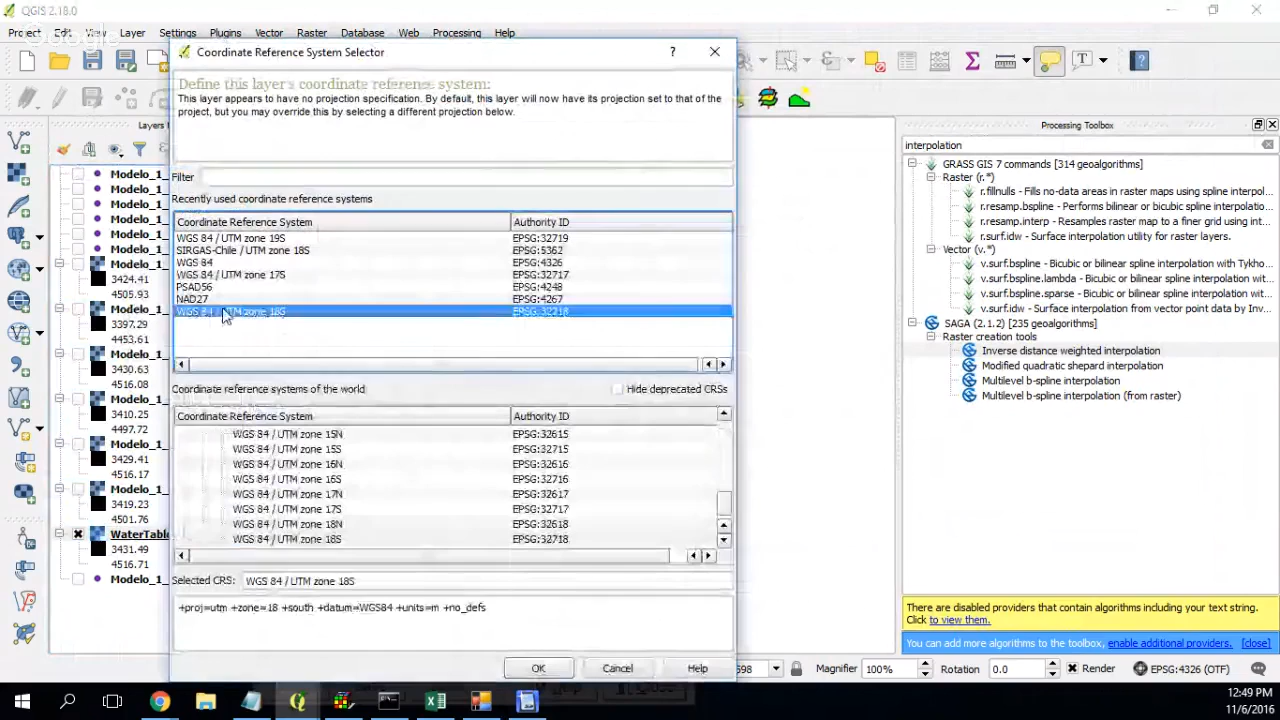 QGIS 2.18.0
Project Edit View Layer Settings Plugins Vector Raster Database Web Processing Help
Coordinate Reference System Selector
Define this layer's coordinate reference system:
This layer appears to have no projection specification. By default, this layer will now have its projection set to that of the
project, but you may override this by selecting a different projection below.
Filter
Recently used coordinate reference systems
Coordinate Reference System Authority ID
WGS 84 / UTM zone 19S EPSG:32719
SIRGAS-Chile / UTM zone 18S EPSG:5362
WGS 84 EPSG:4326
WGS 84 / UTM zone 17S EPSG:32717
PSAD56 EPSG:4248
NAD27 EPSG:4267
WGS 84 / UTM zone 18S
Coordinate reference systems of the world Hide deprecated CRSs
Coordinate Reference System Authority ID
WGS 84 / UTM zone 15N EPSG:32615
WGS 84 / UTM zone 15S EPSG:32715
WGS 84 / UTM zone 16N EPSG:32616
WGS 84 / UTM zone 16S EPSG:32716
WGS 84 / UTM zone 17N EPSG:32617
WGS 84 / UTM zone 17S EPSG:32717
WGS 84 / UTM zone 18N EPSG:32618
WGS 84 / UTM zone 18S EPSG:32718
Selected CRS: WGS 84 / UTM zone 18S
+proj=utm +zone=18 +south +datum=WGS84 +units=m +no_defs
OK Cancel Help
Layers
Modelo_1_
Modelo_1_
Modelo_1_
Modelo_1_
Modelo_1_
Modelo_1_
Modelo_1_
3424.41
4505.93
Modelo_1_
3397.29
4453.61
Modelo_1_
3430.63
4516.08
Modelo_1_
3410.25
4497.72
Modelo_1_
3429.41
4516.17
Modelo_1_
3419.23
4501.76
WaterTable
3431.49
4516.71
Modelo_1_
Processing Toolbox
interpolation
GRASS GIS 7 commands [314 geoalgorithms]
Raster (r.*)
r.fillnulls - Fills no-data areas in raster maps using spline interpol...
r.resamp.bspline - Performs bilinear or bicubic spline interpolatio...
r.resamp.interp - Resamples raster map to a finer grid using int...
r.surf.idw - Surface interpolation utility for raster layers.
Vector (v.*)
v.surf.bspline - Bicubic or bilinear spline interpolation with Tykho...
v.surf.bspline.lambda - Bicubic or bilinear spline interpolation wit...
v.surf.bspline.sparse - Bicubic or bilinear spline interpolation wit...
v.surf.idw - Surface interpolation from vector point data by Inv...
SAGA (2.1.2) [235 geoalgorithms]
Raster creation tools
Inverse distance weighted interpolation
Modified quadratic shepard interpolation
Multilevel b-spline interpolation
Multilevel b-spline interpolation (from raster)
There are disabled providers that contain algorithms including your text string.
Click to view them.
You can add more algorithms to the toolbox, enable additional providers. [close]
698 Magnifier 100% Rotation 0.0 Render EPSG:4326 (OTF)
12:49 PM
11/6/2016